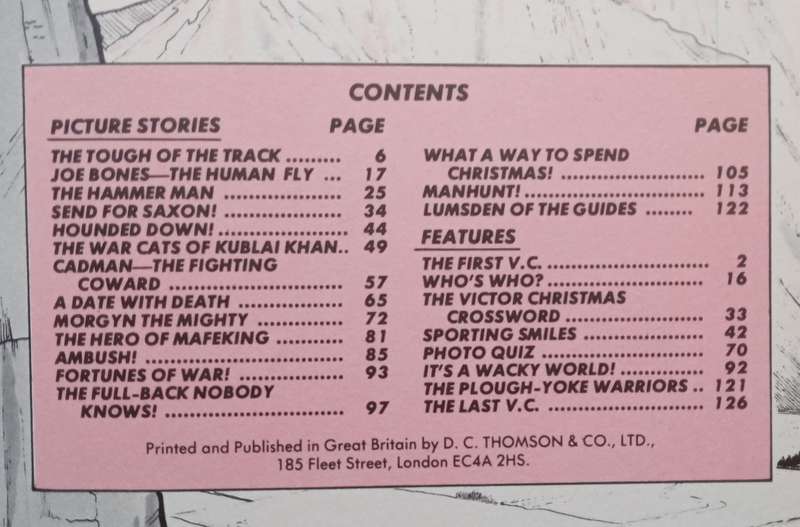 CONTENTS
PICTURE STORIES PAGE
THE TOUGH OF THE TRACK ......... 6
JOE BONES—THE HUMAN FLY ... 17
THE HAMMER MAN .................. 25
SEND FOR SAXON! .................. 34
HOUNDED DOWN! .................... 44
THE WAR CATS OF KUBLAI KHAN.. 49
CADMAN—THE FIGHTING
COWARD ........................... 57
A DATE WITH DEATH ................ 65
MORGYN THE MIGHTY ............. 72
THE HERO OF MAFEKING .......... 81
AMBUSH! .............................. 85
FORTUNES OF WAR! ................ 93
THE FULL-BACK NOBODY
KNOWS! ........................... 97
PAGE
WHAT A WAY TO SPEND
CHRISTMAS! ........................ 105
MANHUNT! .............................. 113
LUMSDEN OF THE GUIDES ........ 122
FEATURES
THE FIRST V.C. ........................... 2
WHO'S WHO? ........................... 16
THE VICTOR CHRISTMAS
CROSSWORD ........................ 33
SPORTING SMILES .................... 42
PHOTO QUIZ ........................... 70
IT'S A WACKY WORLD! .............. 92
THE PLOUGH-YOKE WARRIORS .. 121
THE LAST V.C. ........................... 126
Printed and Published in Great Britain by D. C. THOMSON & CO., LTD.,
185 Fleet Street, London EC4A 2HS.